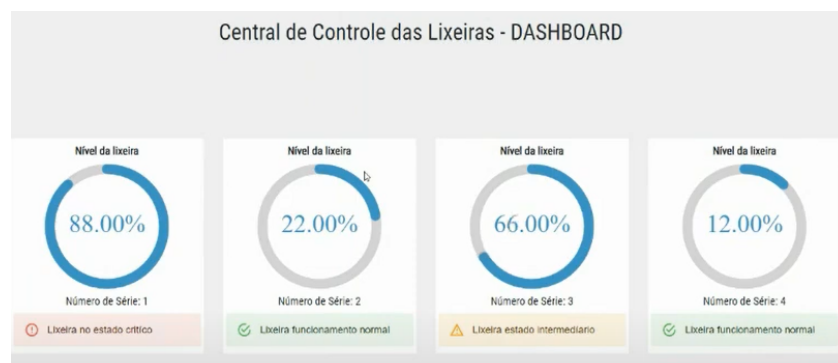 Central de Controle das Lixeiras - DASHBOARD
Nível da lixeira
88.00%
Número de Série: 1
Lixeira no estado crítico
Nível da lixeira
22.00%
Número de Série: 2
Lixeira funcionamento normal
Nível da lixeira
66.00%
Número de Série: 3
Lixeira estado intermediário
Nível da lixeira
12.00%
Número de Série: 4
Lixeira funcionamento normal